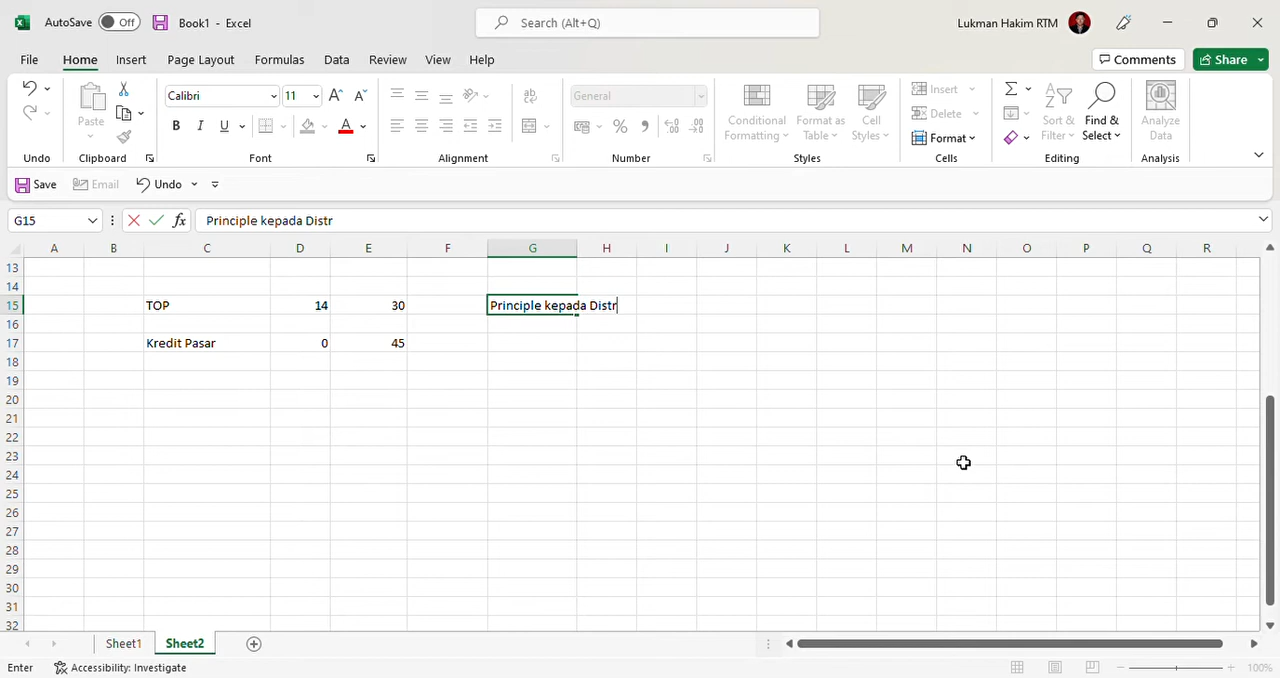 AutoSave Off Book1 - Excel Search (Alt+Q) Lukman Hakim RTM
File Home Insert Page Layout Formulas Data Review View Help Comments Share
Paste
Calibri 11
B I U A
ab
General
% ,
Conditional Formatting
Format as Table
Cell Styles
Insert
Delete
Format
Sort & Filter
Find & Select
Analyze Data
Undo Clipboard Font Alignment Number Styles Cells Editing Analysis
Save Email Undo
G15 fx Principle kepada Distr
A B C D E F G H I J K L M N O P Q R
13
14
15 TOP 14 30 Principle kepada Distr
16
17 Kredit Pasar 0 45
18
19
20
21
22
23
24
25
26
27
28
29
30
31
32
Sheet1 Sheet2
Enter Accessibility: Investigate 100%